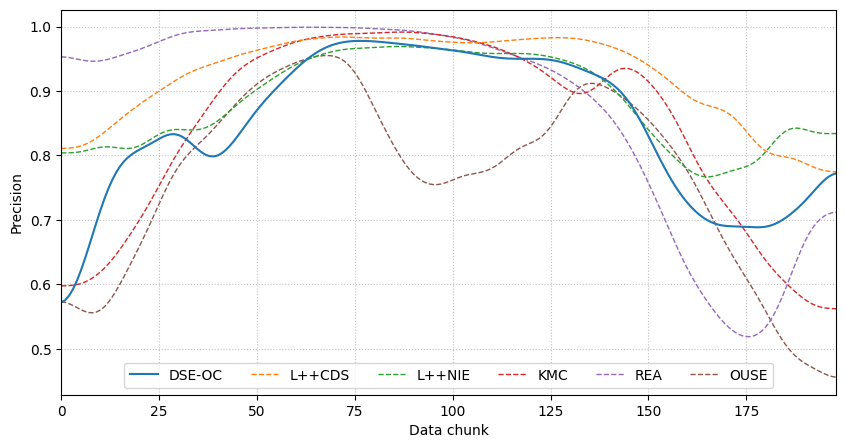 1.0
0.9
0.8
0.7
0.6
0.5
Precision
DSE-OC L++CDS L++NIE KMC REA OUSE
0 25 50 75 100 125 150 175
Data chunk